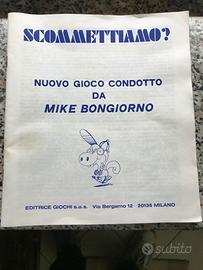 SCOMMETTIAMO?
NUOVO GIOCO CONDOTTO
DA
MIKE BONGIORNO
EDITRICE GIOCHI s.a.s. Via Bergamo 12 - 20135 MILANO
subito